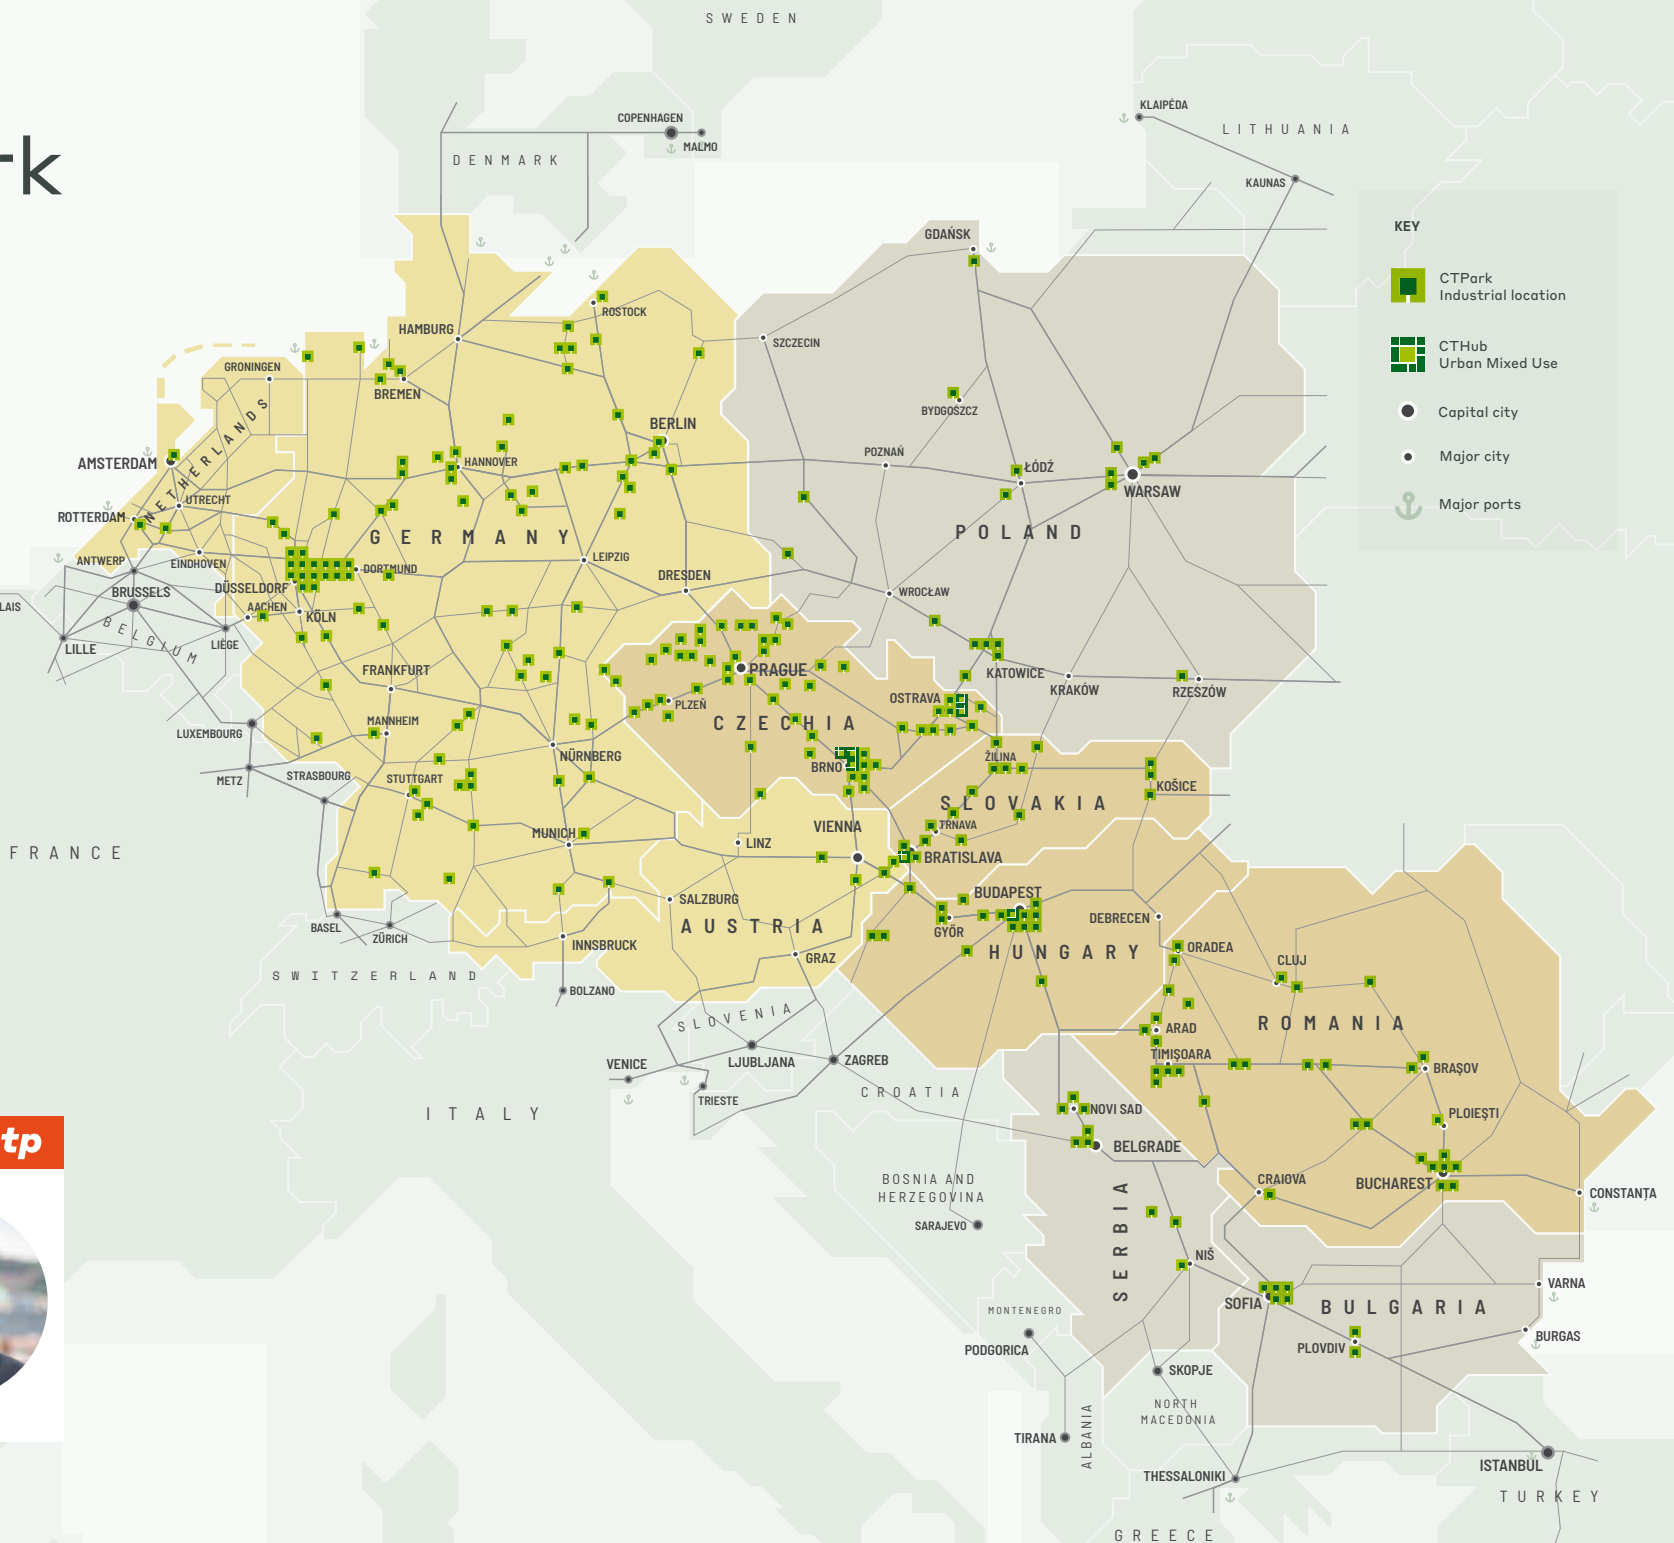 SWEDEN
KLAIPĖDA
COPENHAGEN
MALMO
LITHUANIA
DENMARK
rk
KAUNAS
KEY
CTPark
Industrial location
CTHub
Urban Mixed Use
Capital city
Major city
Major ports
GDAŃSK
ROSTOCK
HAMBURG
SZCZECIN
GRONINGEN
BREMEN
BYDGOSZCZ
BERLIN
NETHERLANDS
POZNAŃ
AMSTERDAM
HANNOVER
ŁÓDŹ
WARSAW
UTRECHT
ROTTERDAM
GERMANY
POLAND
ANTWERP
EINDHOVEN
LEIPZIG
DORTMUND
DRESDEN
DÜSSELDORF
BRUSSELS
WROCŁAW
LAIS
AACHEN
KÖLN
BELGIUM
LIÈGE
LILLE
FRANKFURT
PRAGUE
KATOWICE
KRAKÓW
RZESZÓW
OSTRAVA
PLZEŇ
MANNHEIM
CZECHIA
LUXEMBOURG
NÜRNBERG
ŽILINA
BRNO
METZ
STRASBOURG
STUTTGART
KOŠICE
SLOVAKIA
VIENNA
TRNAVA
MUNICH
LINZ
FRANCE
BRATISLAVA
BUDAPEST
SALZBURG
DEBRECEN
BASEL
ZÜRICH
AUSTRIA
GYŐR
INNSBRUCK
HUNGARY
ORADEA
GRAZ
CLUJ
SWITZERLAND
BOLZANO
SLOVENIA
ROMANIA
ARAD
TIMIŞOARA
VENICE
LJUBLJANA
ZAGREB
BRAŞOV
CROATIA
TRIESTE
NOVI SAD
ITALY
PLOIEŞTI
tp
BELGRADE
BOSNIA AND
HERZEGOVINA
CRAIOVA
BUCHAREST
CONSTANŢA
SARAJEVO
SERBIA
NIŠ
VARNA
SOFIA
BULGARIA
MONTENEGRO
BURGAS
PODGORICA
PLOVDIV
SKOPJE
NORTH
MACEDONIA
TIRANA
ALBANIA
ISTANBUL
THESSALONIKI
TURKEY
GREECE